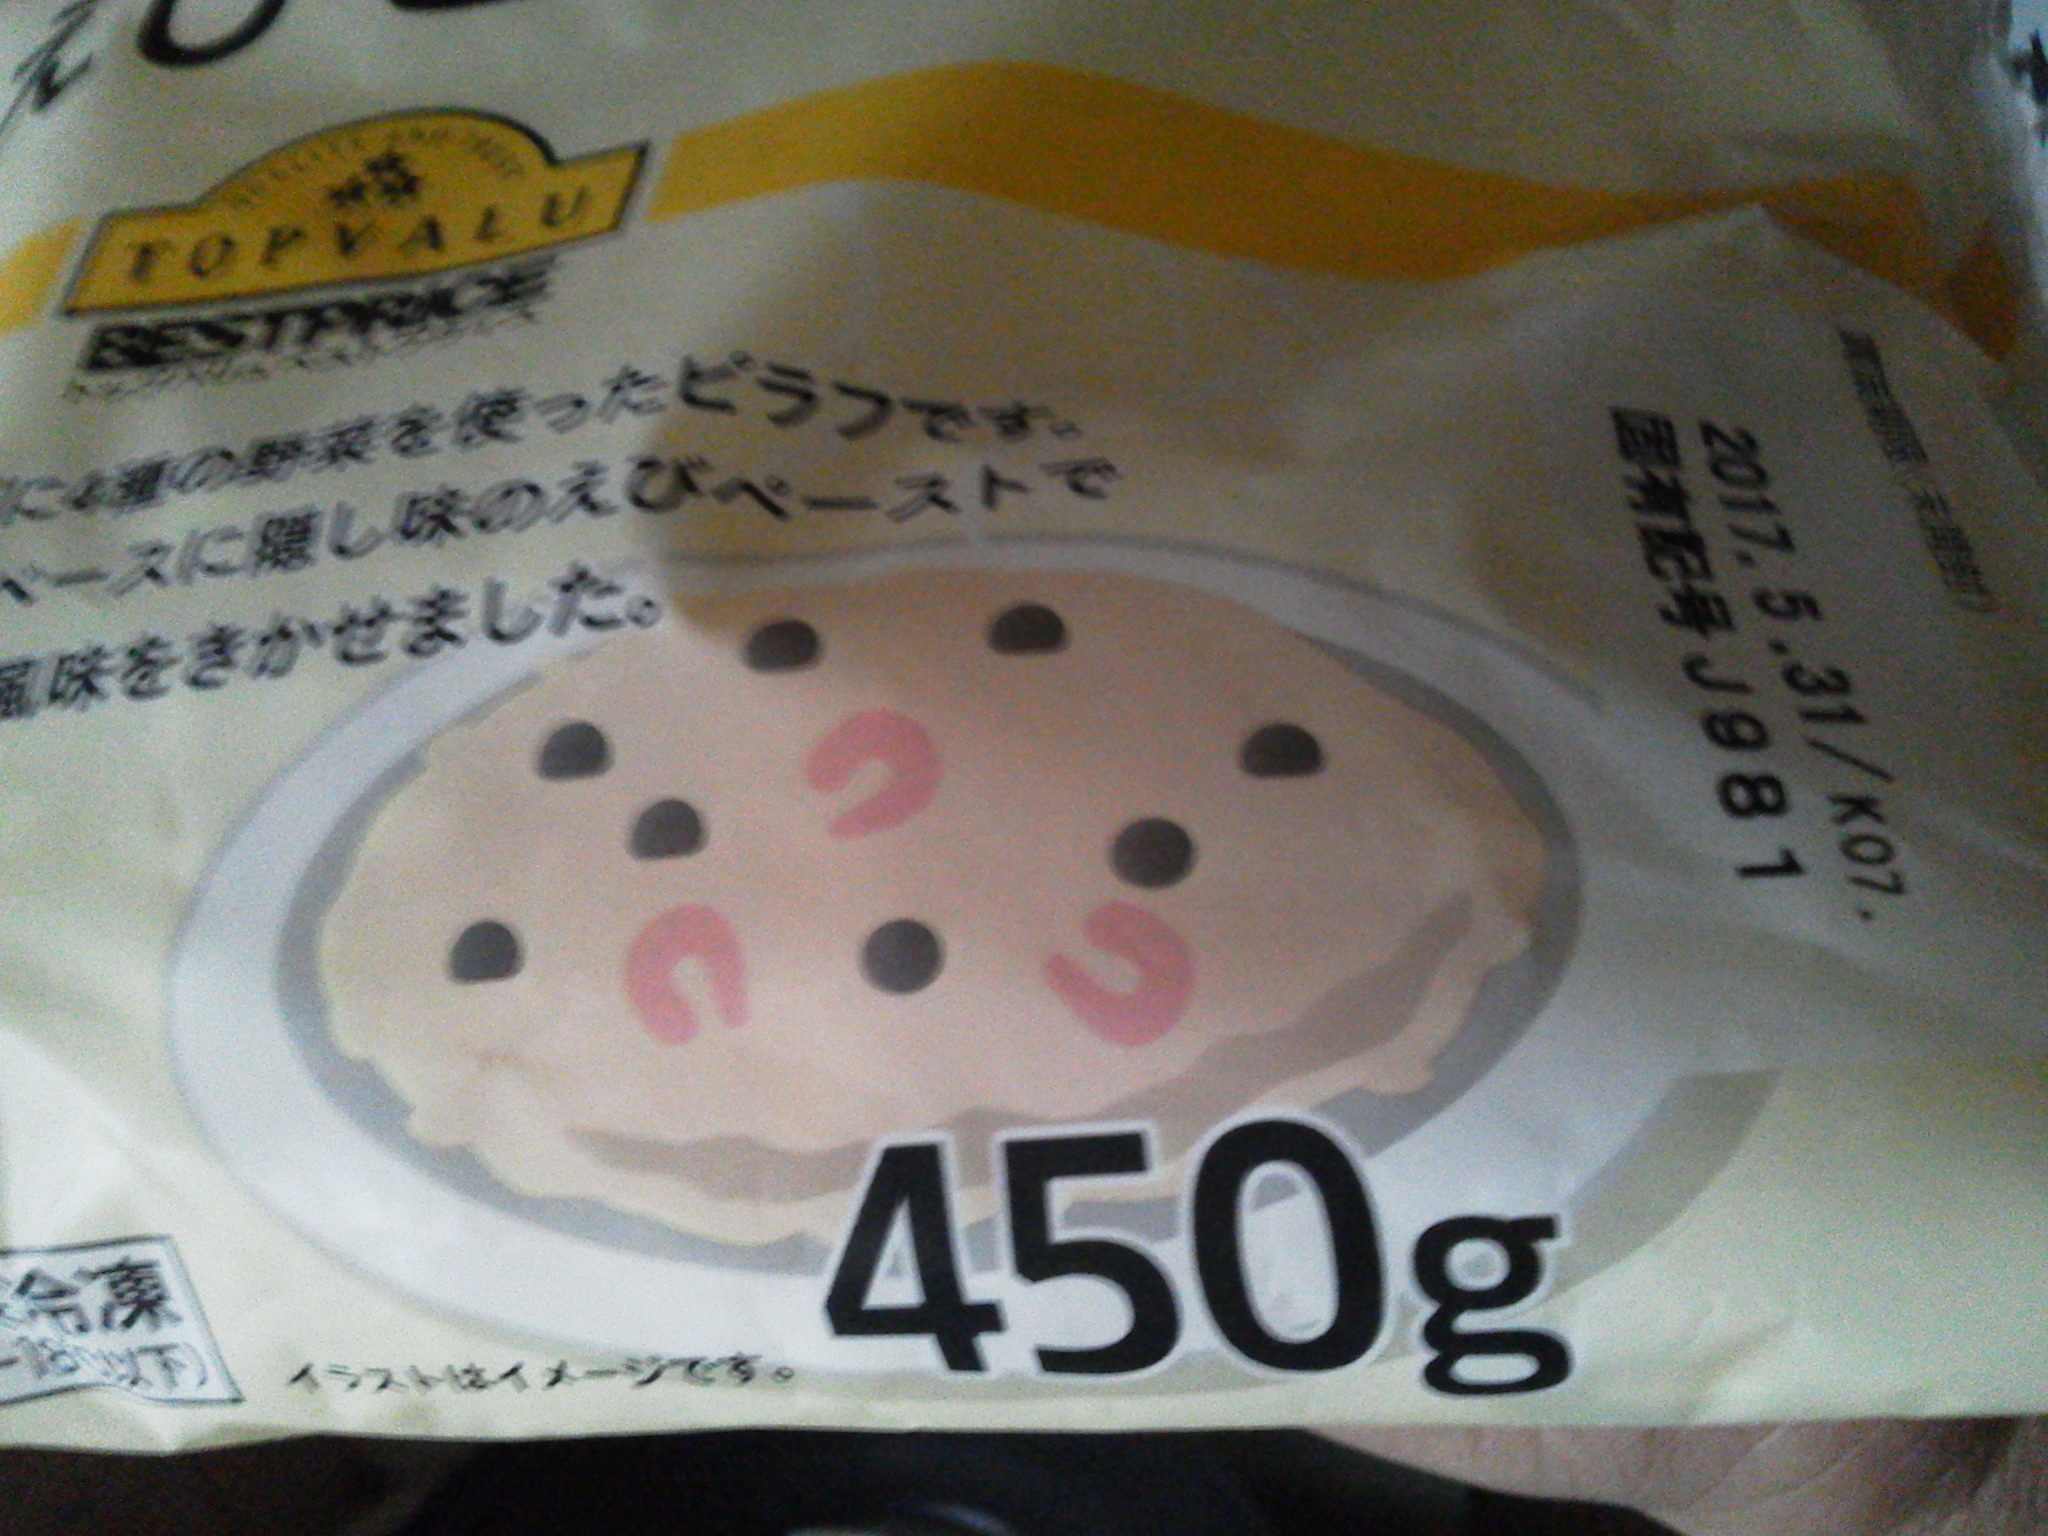 TOPVALU
に4種の野菜を使ったピラフです。
ベースに隠し味のえびペーストで
風味をきかせました。
2017.5.31/K07.
固有記号J9881
冷凍
イラストはイメージです。
450g